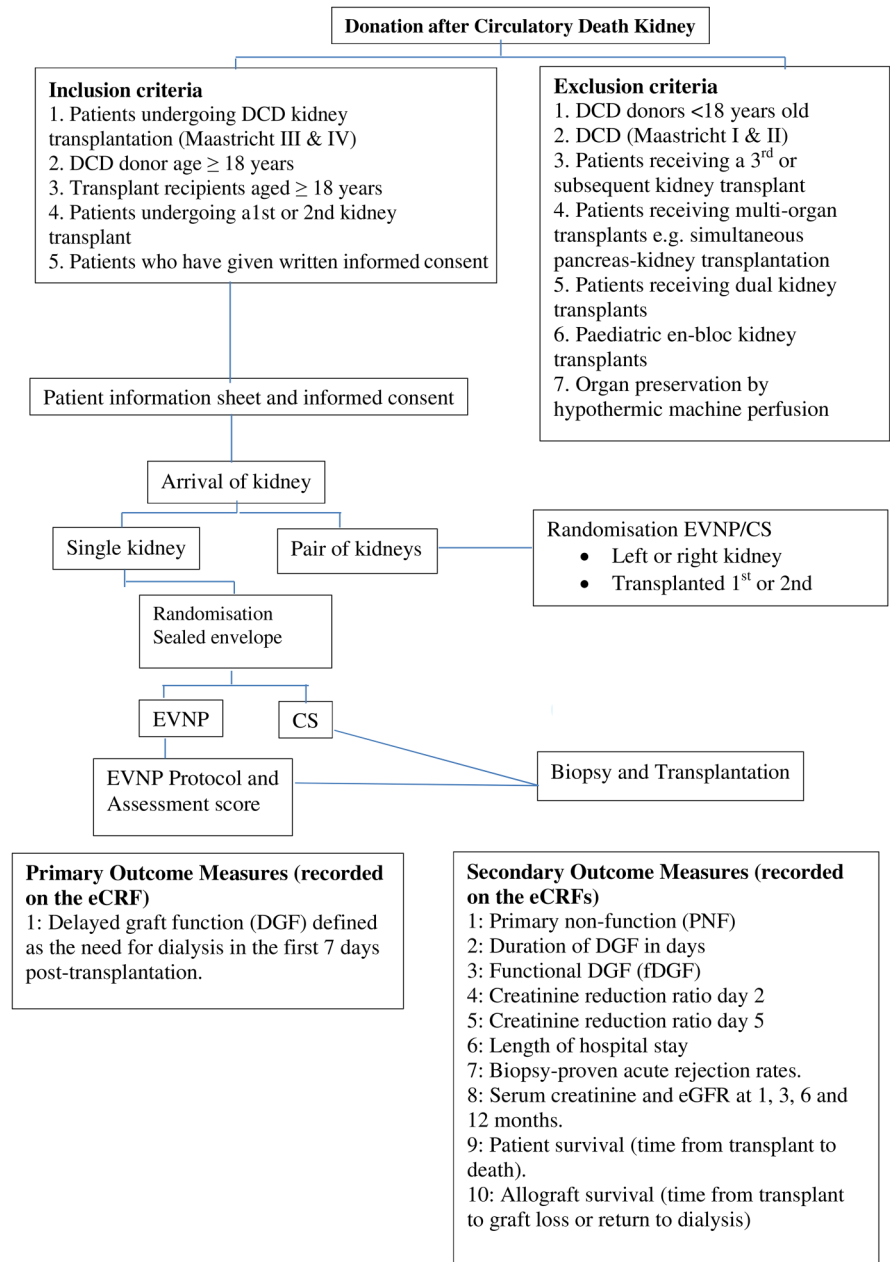 Donation after Circulatory Death Kidney
Inclusion criteria
1. Patients undergoing DCD kidney
transplantation (Maastricht III & IV)
2. DCD donor age ≥ 18 years
3. Transplant recipients aged ≥ 18 years
4. Patients undergoing a1st or 2nd kidney
transplant
5. Patients who have given written informed consent
Exclusion criteria
1. DCD donors <18 years old
2. DCD (Maastricht I & II)
3. Patients receiving a 3rd or
subsequent kidney transplant
4. Patients receiving multi-organ
transplants e.g. simultaneous
pancreas-kidney transplantation
5. Patients receiving dual kidney
transplants
6. Paediatric en-bloc kidney
transplants
7. Organ preservation by
hypothermic machine perfusion
Patient information sheet and informed consent
Arrival of kidney
Single kidney
Pair of kidneys
Randomisation EVNP/CS
• Left or right kidney
• Transplanted 1st or 2nd
Randomisation
Sealed envelope
EVNP
CS
EVNP Protocol and
Assessment score
Biopsy and Transplantation
Primary Outcome Measures (recorded
on the eCRF)
1: Delayed graft function (DGF) defined
as the need for dialysis in the first 7 days
post-transplantation.
Secondary Outcome Measures (recorded
on the eCRFs)
1: Primary non-function (PNF)
2: Duration of DGF in days
3: Functional DGF (fDGF)
4: Creatinine reduction ratio day 2
5: Creatinine reduction ratio day 5
6: Length of hospital stay
7: Biopsy-proven acute rejection rates.
8: Serum creatinine and eGFR at 1, 3, 6 and
12 months.
9: Patient survival (time from transplant to
death).
10: Allograft survival (time from transplant
to graft loss or return to dialysis)